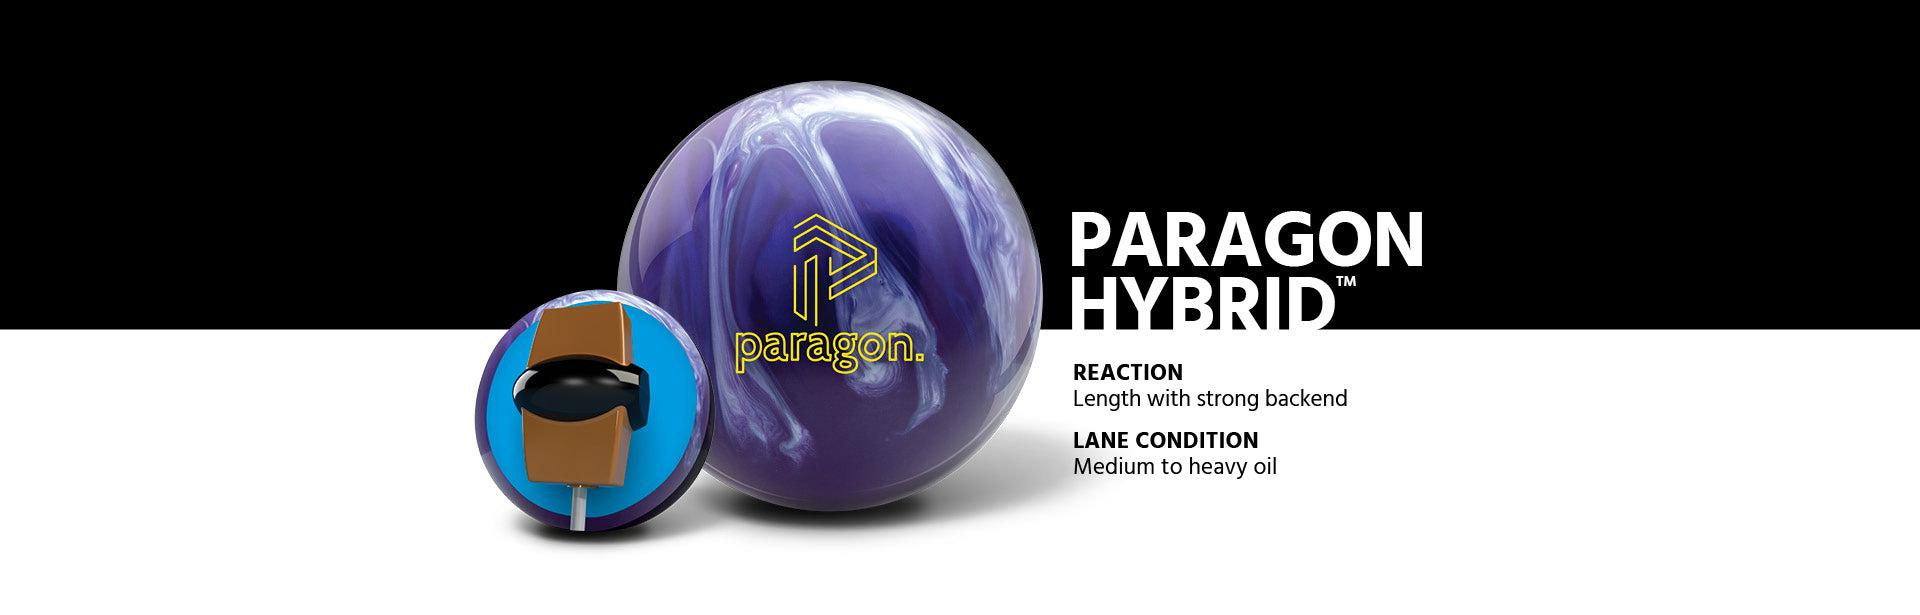 paragon.
PARAGON
HYBRID™
REACTION
Length with strong backend
LANE CONDITION
Medium to heavy oil